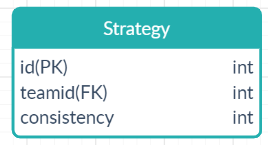 Strategy
id(PK) int
teamid(FK) int
consistency int